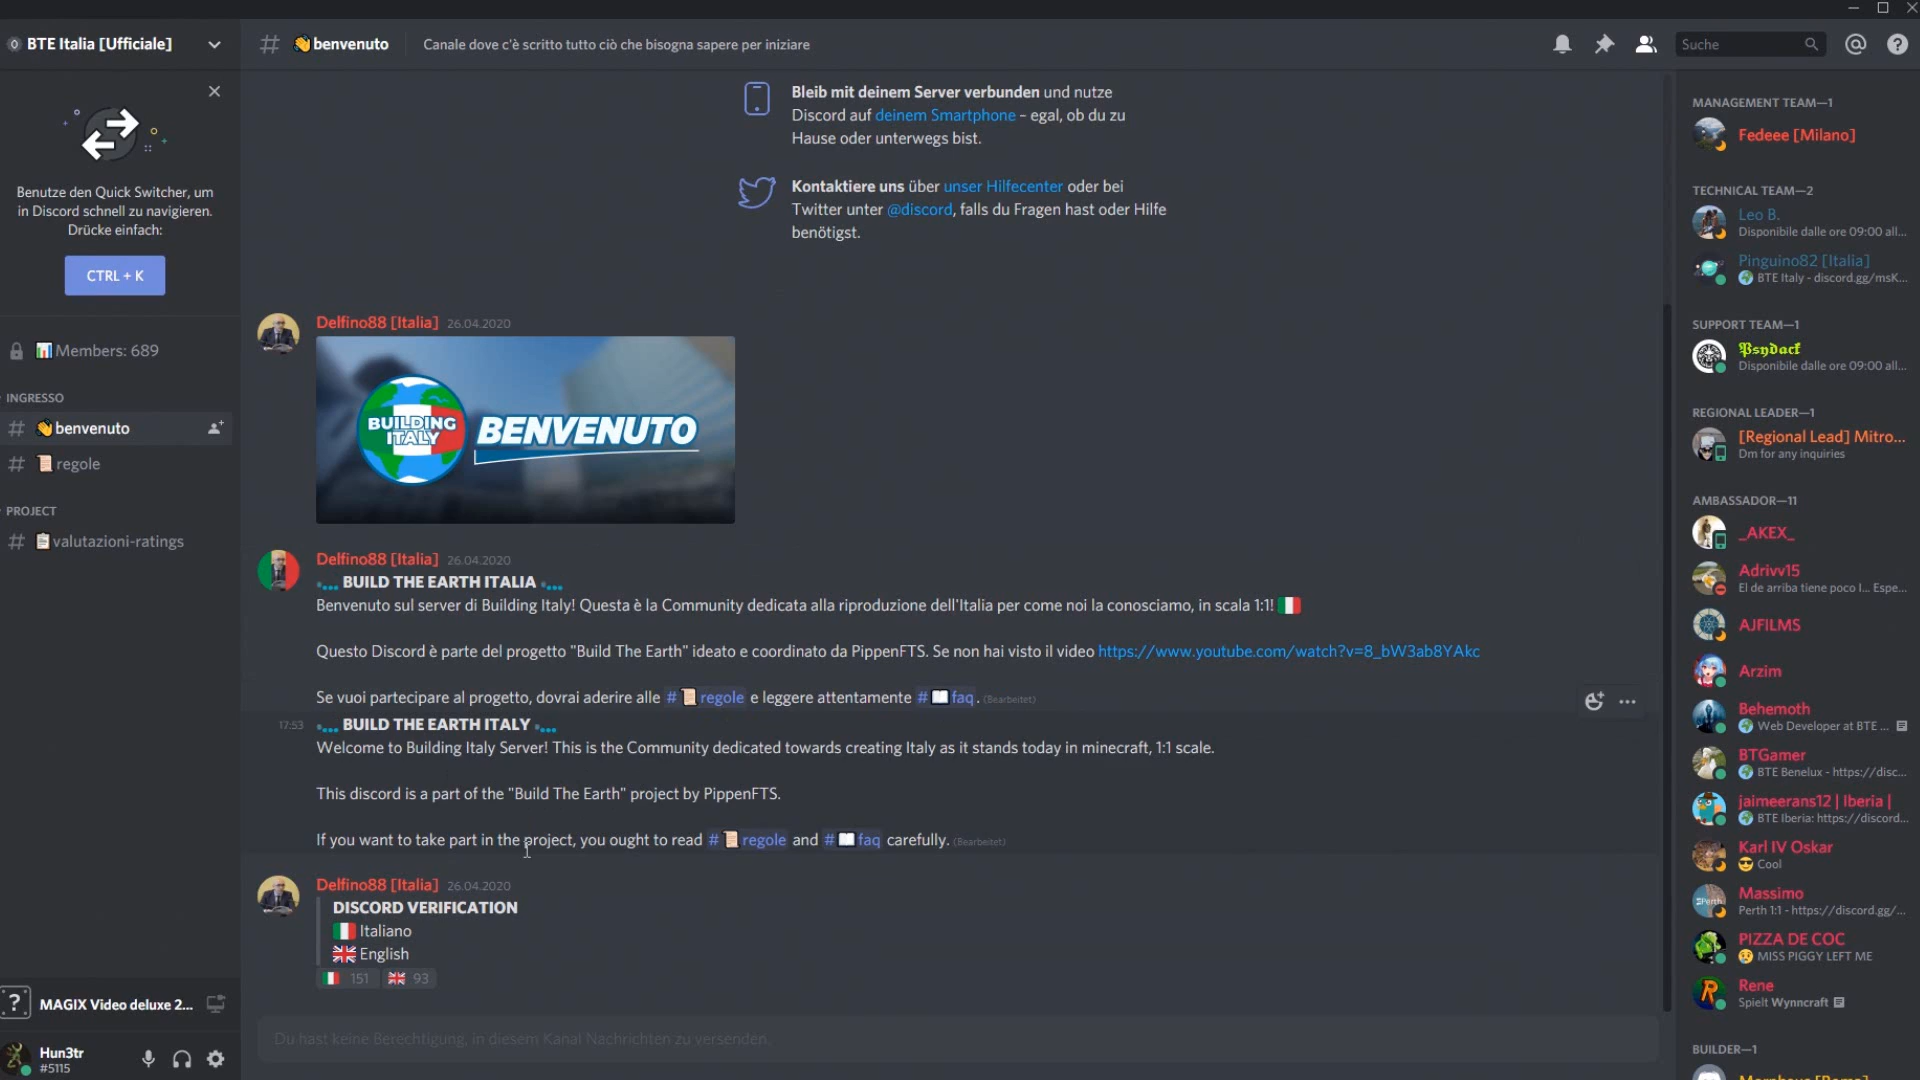 BTE Italia [Ufficiale]
# benvenuto
Canale dove c'è scritto tutto ciò che bisogna sapere per iniziare
Suche
Benutze den Quick Switcher, um
in Discord schnell zu navigieren.
Drücke einfach:
CTRL + K
Members: 689
INGRESSO
# benvenuto
# regole
PROJECT
# valutazioni-ratings
MAGIX Video deluxe 2...
Hun3tr
#5115
Bleib mit deinem Server verbunden und nutze
Discord auf deinem Smartphone – egal, ob du zu
Hause oder unterwegs bist.
Kontaktiere uns über unser Hilfecenter oder bei
Twitter unter @discord, falls du Fragen hast oder Hilfe
benötigst.
Delfino88 [Italia] 26.04.2020
BUILDING
ITALY
BENVENUTO
Delfino88 [Italia] 26.04.2020
BUILD THE EARTH ITALIA
Benvenuto sul server di Building Italy! Questa è la Community dedicata alla riproduzione dell'Italia per come noi la conosciamo, in scala 1:1!
Questo Discord è parte del progetto "Build The Earth" ideato e coordinato da PippenFTS. Se non hai visto il video https://www.youtube.com/watch?v=8_bW3ab8YAkc
Se vuoi partecipare al progetto, dovrai aderire alle # regole e leggere attentamente # faq . (Bearbeitet)
17:53 BUILD THE EARTH ITALY
Welcome to Building Italy Server! This is the Community dedicated towards creating Italy as it stands today in minecraft, 1:1 scale.
This discord is a part of the "Build The Earth" project by PippenFTS.
If you want to take part in the project, you ought to read # regole and # faq carefully. (Bearbeitet)
Delfino88 [Italia] 26.04.2020
DISCORD VERIFICATION
Italiano
English
151 93
Du hast keine Berechtigung, in diesem Kanal Nachrichten zu versenden.
MANAGEMENT TEAM—1
Fedeee [Milano]
TECHNICAL TEAM—2
Leo B.
Disponibile dalle ore 09:00 all...
Pinguino82 [Italia]
BTE Italy - discord.gg/msK...
SUPPORT TEAM—1
𝕻𝖘𝖞𝖉𝖆𝖈𝖐
Disponibile dalle ore 09:00 all...
REGIONAL LEADER—1
[Regional Lead] Mitro...
Dm for any inquiries
AMBASSADOR—11
_AKEX_
Adrivv15
El de arriba tiene poco I... Espe...
AJFILMS
Arzim
Behemoth
Web Developer at BTE ...
BTGamer
BTE Benelux - https://disc...
jaimeerans12 | Iberia |
BTE Iberia: https://discord...
Karl IV Oskar
Cool
Massimo
Perth 1:1 - https://discord.gg/...
PIZZA DE COC
MISS PIGGY LEFT ME
Rene
Spielt Wynncraft
BUILDER—1